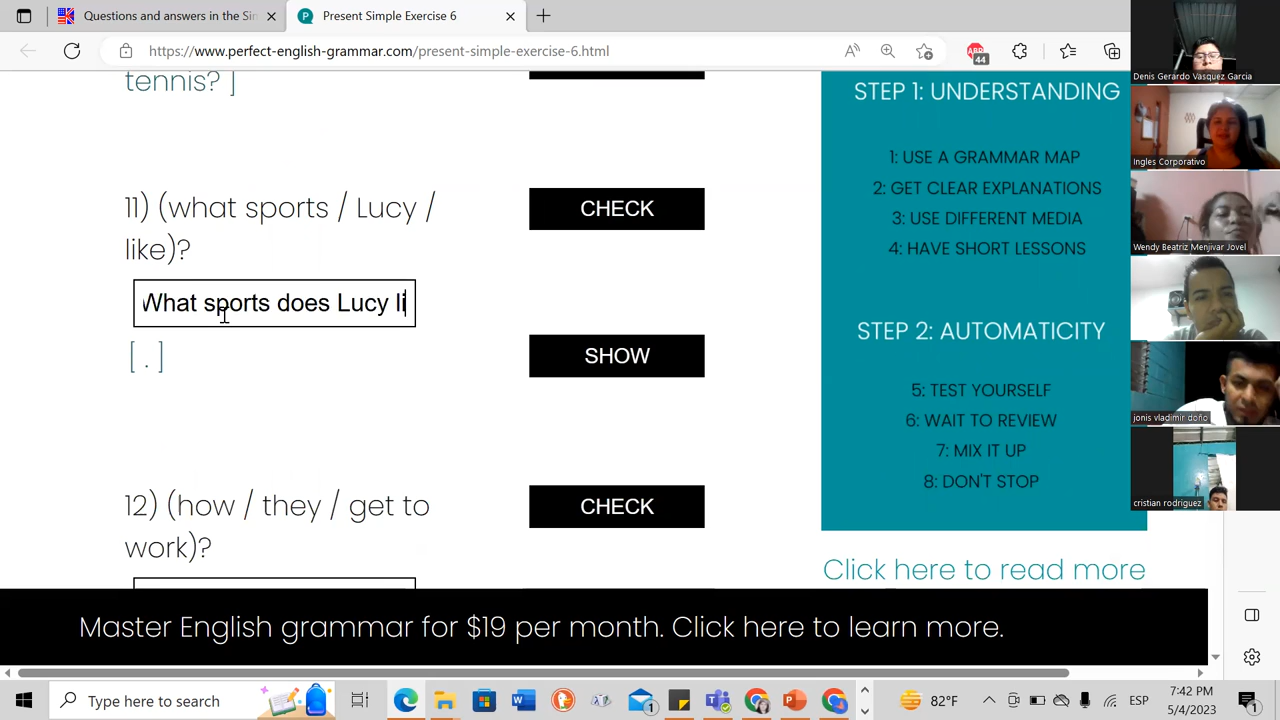 Questions and answers in the Sin
Present Simple Exercise 6
https://www.perfect-english-grammar.com/present-simple-exercise-6.html
44
tennis? ]
11) (what sports / Lucy /
like)?
CHECK
What sports does Lucy li
[ . ]
SHOW
12) (how / they / get to
work)?
CHECK
STEP 1: UNDERSTANDING
1: USE A GRAMMAR MAP
2: GET CLEAR EXPLANATIONS
3: USE DIFFERENT MEDIA
4: HAVE SHORT LESSONS
STEP 2: AUTOMATICITY
5: TEST YOURSELF
6: WAIT TO REVIEW
7: MIX IT UP
8: DON'T STOP
Click here to read more
Master English grammar for $19 per month. Click here to learn more.
Denis Gerardo Vasquez Garcia
Ingles Corporativo
Wendy Beatriz Menjivar Jovel
jonis vladimir doño
cristian rodriguez
Type here to search
1
82°F
ESP
7:42 PM
5/4/2023
1